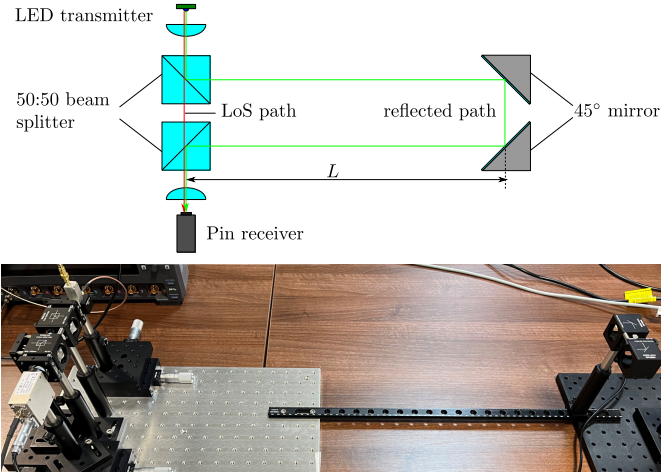 LED transmitter
50:50 beam
splitter
LoS path
reflected path
45° mirror
L
Pin receiver